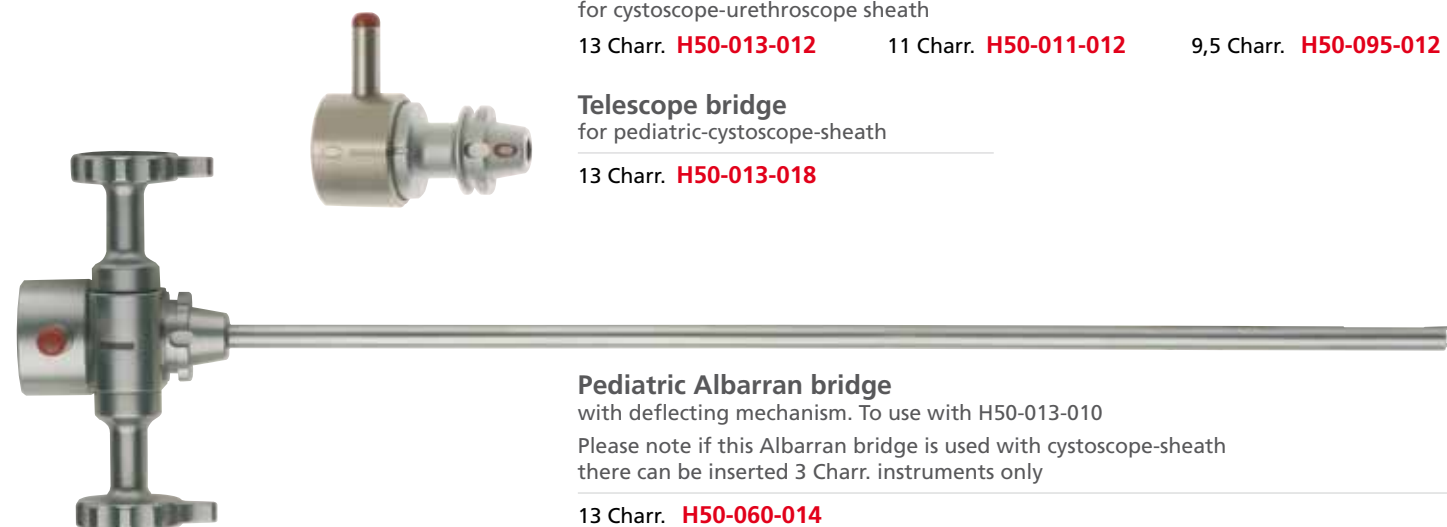 for cystoscope-urethroscope sheath
13 Charr. H50-013-012 11 Charr. H50-011-012 9,5 Charr. H50-095-012
Telescope bridge
for pediatric-cystoscope-sheath
13 Charr. H50-013-018
Pediatric Albarran bridge
with deflecting mechanism. To use with H50-013-010
Please note if this Albarran bridge is used with cystoscope-sheath
there can be inserted 3 Charr. instruments only
13 Charr. H50-060-014